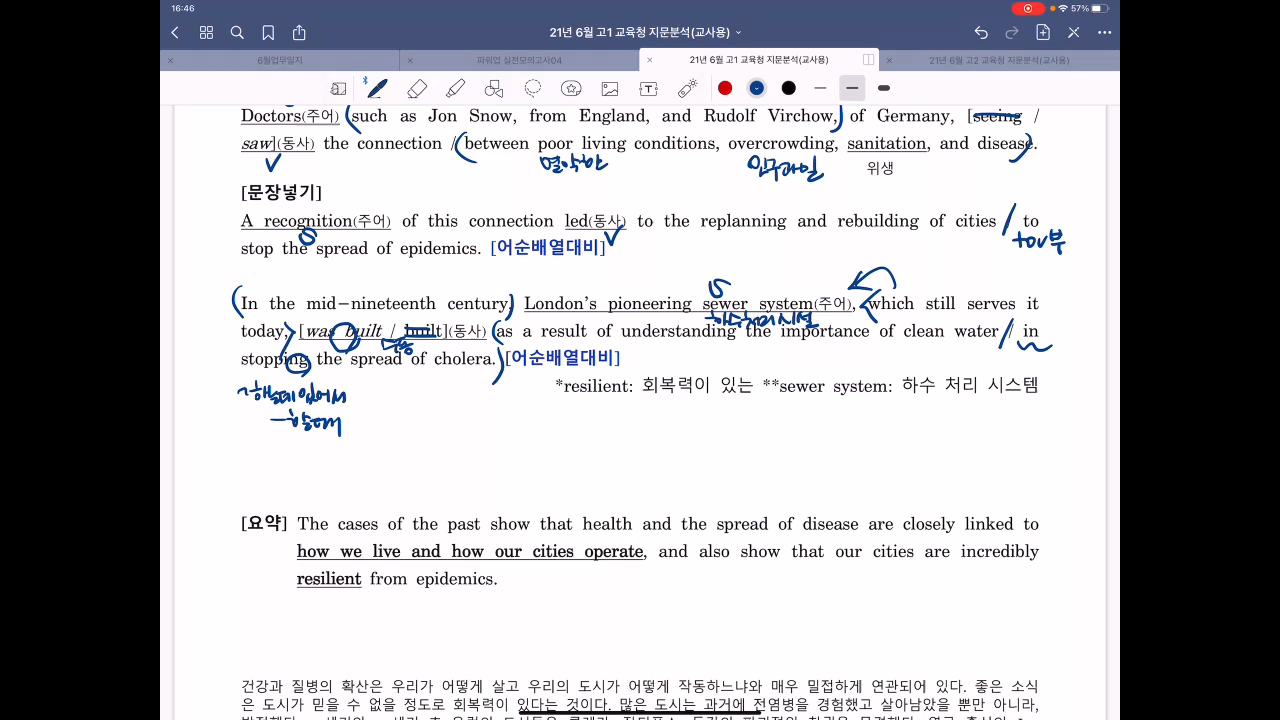 16:46
57%
21년 6월 고1 교육청 지문분석(교사용)
6월업무일지
파워업 실전모의고사04
21년 6월 고1 교육청 지문분석(교사용)
21년 6월 고2 교육청 지문분석(교사용)
Doctors(주어) (such as Jon Snow, from England, and Rudolf Virchow,) of Germany, [seeing /
saw](동사) the connection / (between poor living conditions, overcrowding, sanitation, and disease).
열악한 인구과밀 위생
[문장넣기]
A recognition(주어) of this connection led(동사) to the replanning and rebuilding of cities / to
S
tov부
stop the spread of epidemics. [어순배열대비]
S
(In the mid-nineteenth century,) London's pioneering sewer system(주어), <which still serves it
하수처리시설
today,> [was built / built](동사) (as a result of understanding the importance of clean water / in
수동
stopping the spread of cholera.) [어순배열대비]
*resilient: 회복력이 있는 **sewer system: 하수 처리 시스템
~하는데 있어서
-할때
[요약] The cases of the past show that health and the spread of disease are closely linked to
how we live and how our cities operate, and also show that our cities are incredibly
resilient from epidemics.
건강과 질병의 확산은 우리가 어떻게 살고 우리의 도시가 어떻게 작동하느냐와 매우 밀접하게 연관되어 있다. 좋은 소식
은 도시가 믿을 수 없을 정도로 회복력이 있다는 것이다. 많은 도시는 과거에 전염병을 경험했고 살아남았을 뿐만 아니라,